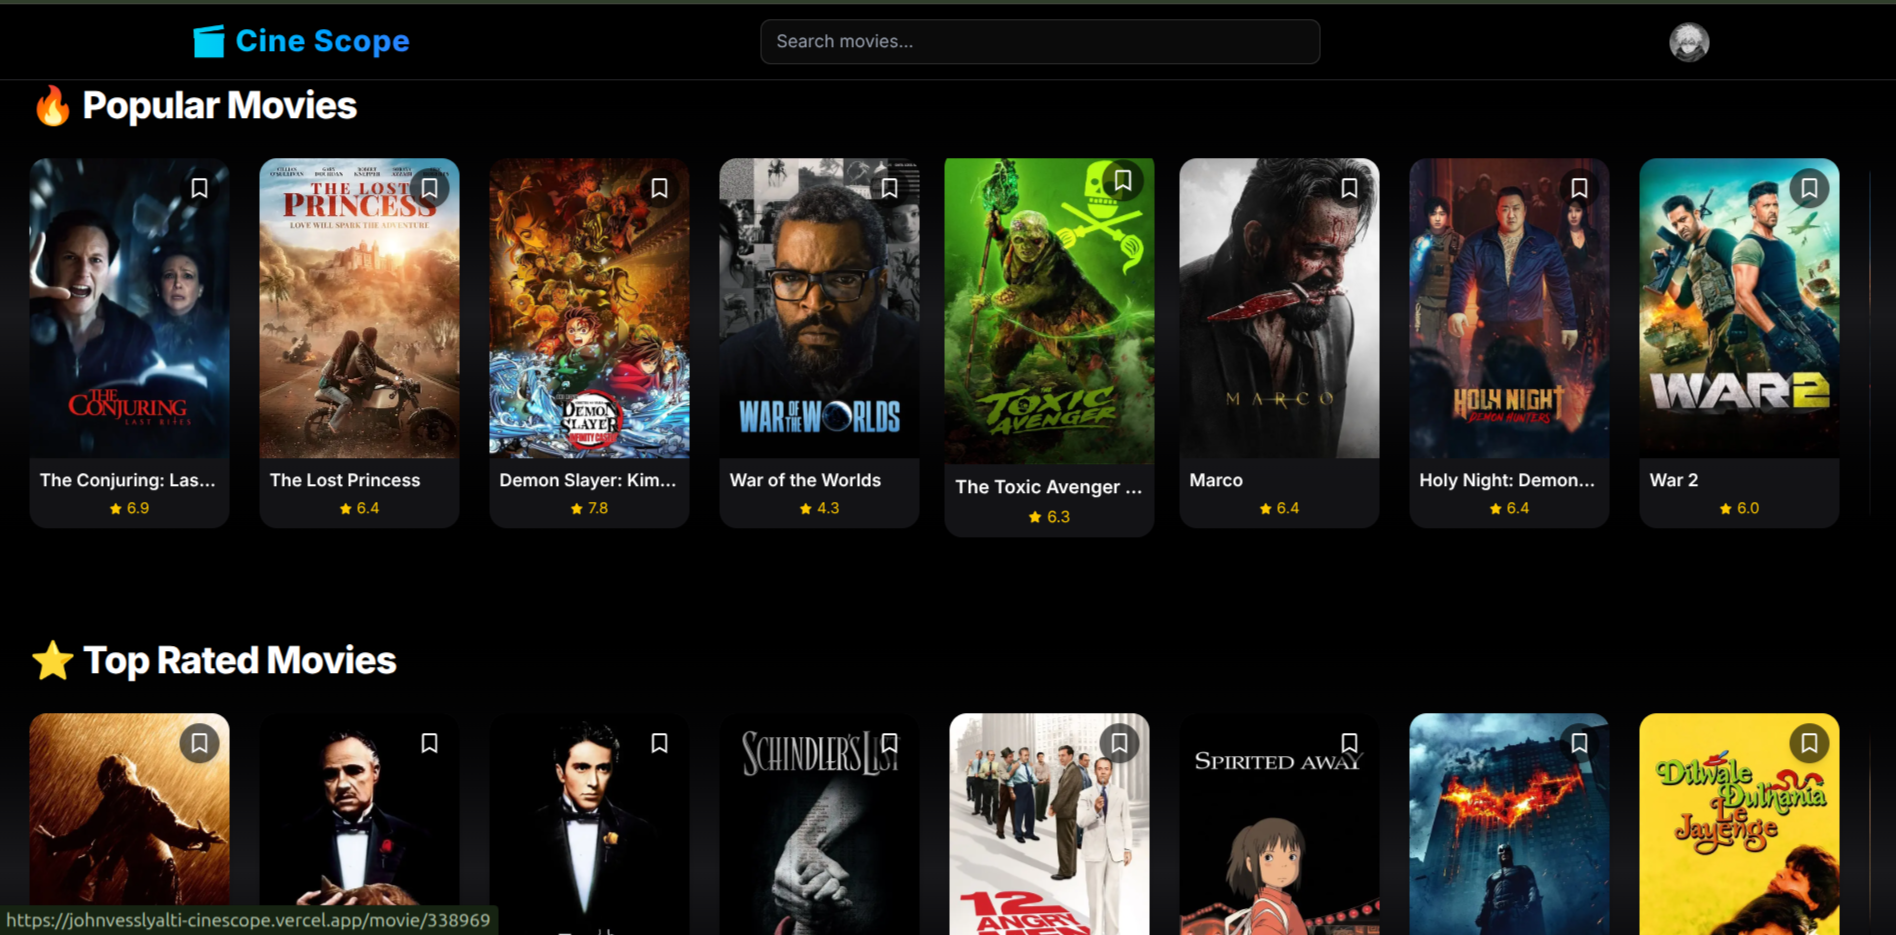 Cine Scope
Search movies...
Popular Movies
THE
CONJURING
LAST RITES
THE LOST
PRINCESS
LOVE WILL SPARK THE ADVENTURE
DEMON
SLAYER
INFINITY CASTLE
WAR OF THE WORLDS
THE
TOXIC
AVENGER
MARCO
HOLY NIGHT
DEMON HUNTERS
WAR 2
The Conjuring: Las...
The Lost Princess
Demon Slayer: Kim...
War of the Worlds
The Toxic Avenger ...
Marco
Holy Night: Demon...
War 2
6.9
6.4
7.8
4.3
6.3
6.4
6.4
6.0
Top Rated Movies
SCHINDLER'S LIST
12
ANGRY
MEN
SPIRITED AWAY
Dilwale
Dulhania
Le
Jayenge
https://johnvesslyalti-cinescope.vercel.app/movie/338969